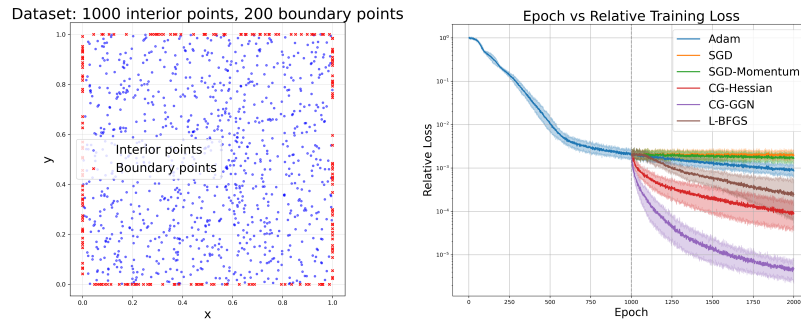 Dataset: 1000 interior points, 200 boundary points
y
1.0
0.8
0.6
0.4
0.2
0.0
Interior points
Boundary points
0.0 0.2 0.4 0.6 0.8 1.0
x
Epoch vs Relative Training Loss
Relative Loss
10⁰
10⁻¹
10⁻²
10⁻³
10⁻⁴
10⁻⁵
Adam
SGD
SGD-Momentum
CG-Hessian
CG-GGN
L-BFGS
0 250 500 750 1000 1250 1500 1750 2000
Epoch